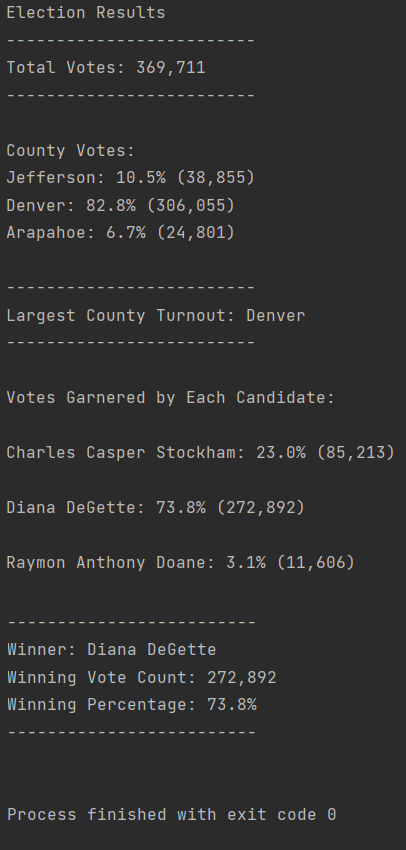 Election Results
-------------------------
Total Votes: 369,711
-------------------------
County Votes:
Jefferson: 10.5% (38,855)
Denver: 82.8% (306,055)
Arapahoe: 6.7% (24,801)
-------------------------
Largest County Turnout: Denver
-------------------------
Votes Garnered by Each Candidate:
Charles Casper Stockham: 23.0% (85,213)
Diana DeGette: 73.8% (272,892)
Raymon Anthony Doane: 3.1% (11,606)
-------------------------
Winner: Diana DeGette
Winning Vote Count: 272,892
Winning Percentage: 73.8%
-------------------------
Process finished with exit code 0